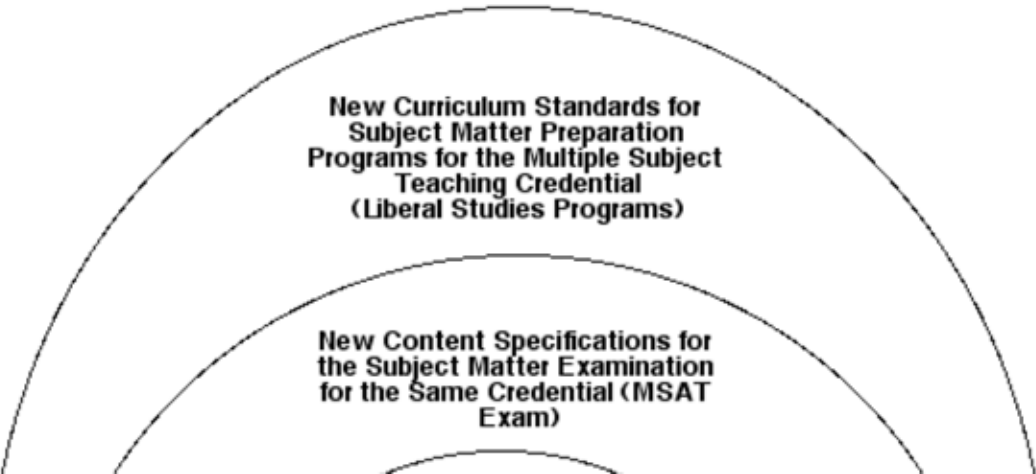 New Curriculum Standards for
Subject Matter Preparation
Programs for the Multiple Subject
Teaching Credential
(Liberal Studies Programs)
New Content Specifications for
the Subject Matter Examination
for the Same Credential (MSAT
Exam)